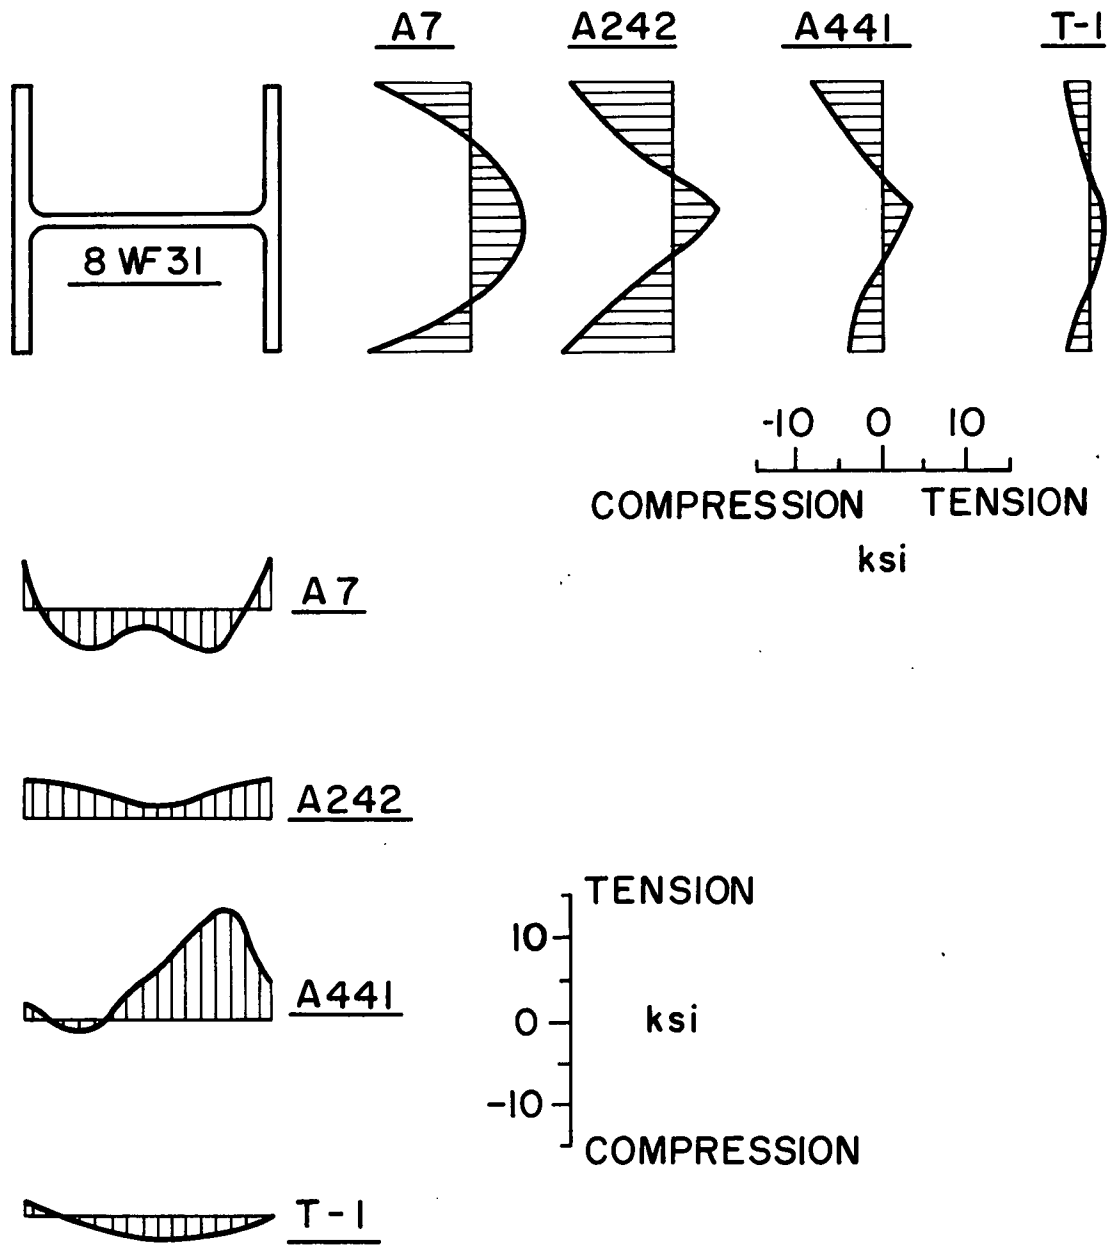 A7 A242 A441 T-1
8 WF31
-10 0 10
COMPRESSION TENSION
ksi
A7
A242
TENSION
10
A441
0 ksi
-10
COMPRESSION
T-1